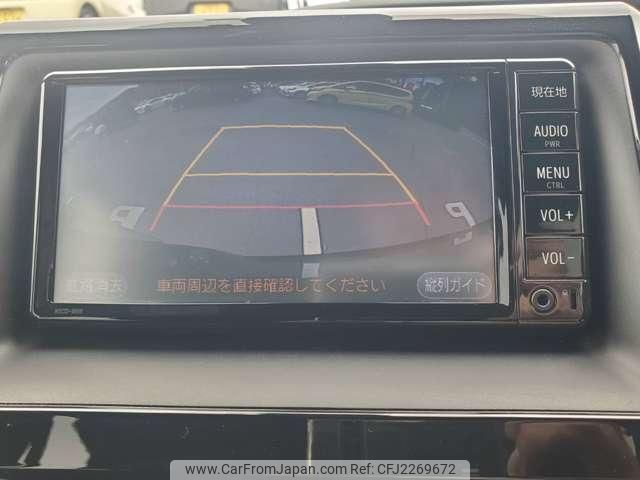 現在地
AUDIO
PWR
MENU
CTRL
VOL+
VOL-
P
P
車両周辺を直接確認してください
縦列ガイド
www.CarFromJapan.com | Ref: CFJ2269672